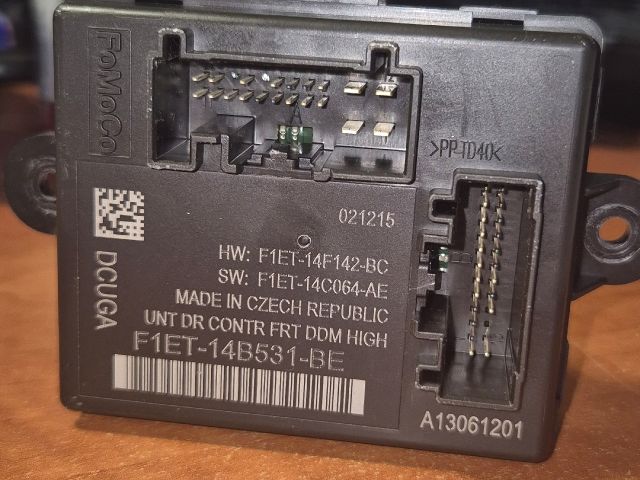 FoMoCo
>PP-TD40<
021215
DCUGA
HW: F1ET-14F142-BC
SW: F1ET-14C064-AE
MADE IN CZECH REPUBLIC
UNT DR CONTR FRT DDM HIGH
F1ET-14B531-BE
A13061201